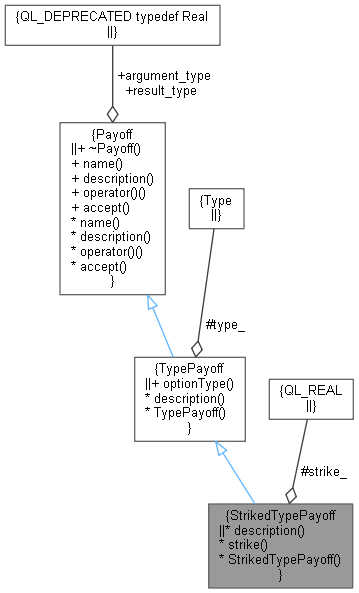 {QL_DEPRECATED typedef Real
||}
+argument_type
+result_type
{Payoff
||+ ~Payoff()
+ name()
+ description()
+ operator()()
+ accept()
* name()
* description()
* operator()()
* accept()
}
{Type
||}
#type_
{TypePayoff
||+ optionType()
* description()
* TypePayoff()
}
{QL_REAL
||}
#strike_
{StrikedTypePayoff
||* description()
* strike()
* StrikedTypePayoff()
}